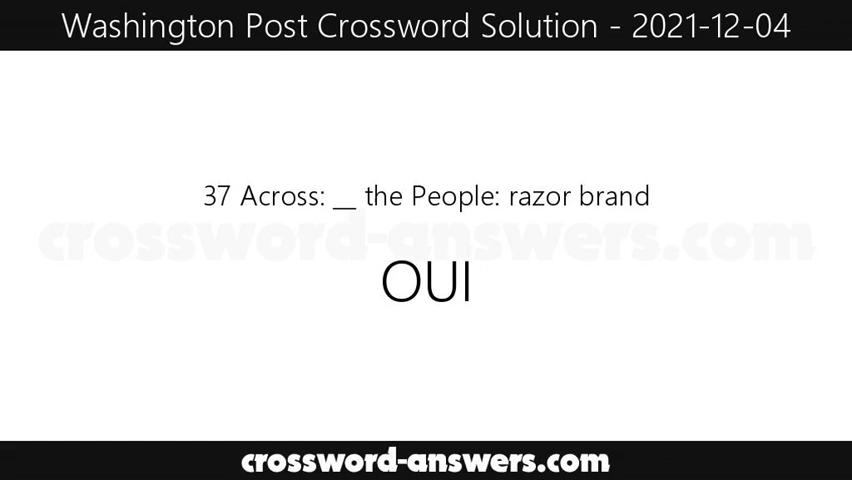 Washington Post Crossword Solution - 2021-12-04
37 Across: __ the People: razor brand
crossword-answers.com
OUI
crossword-answers.com